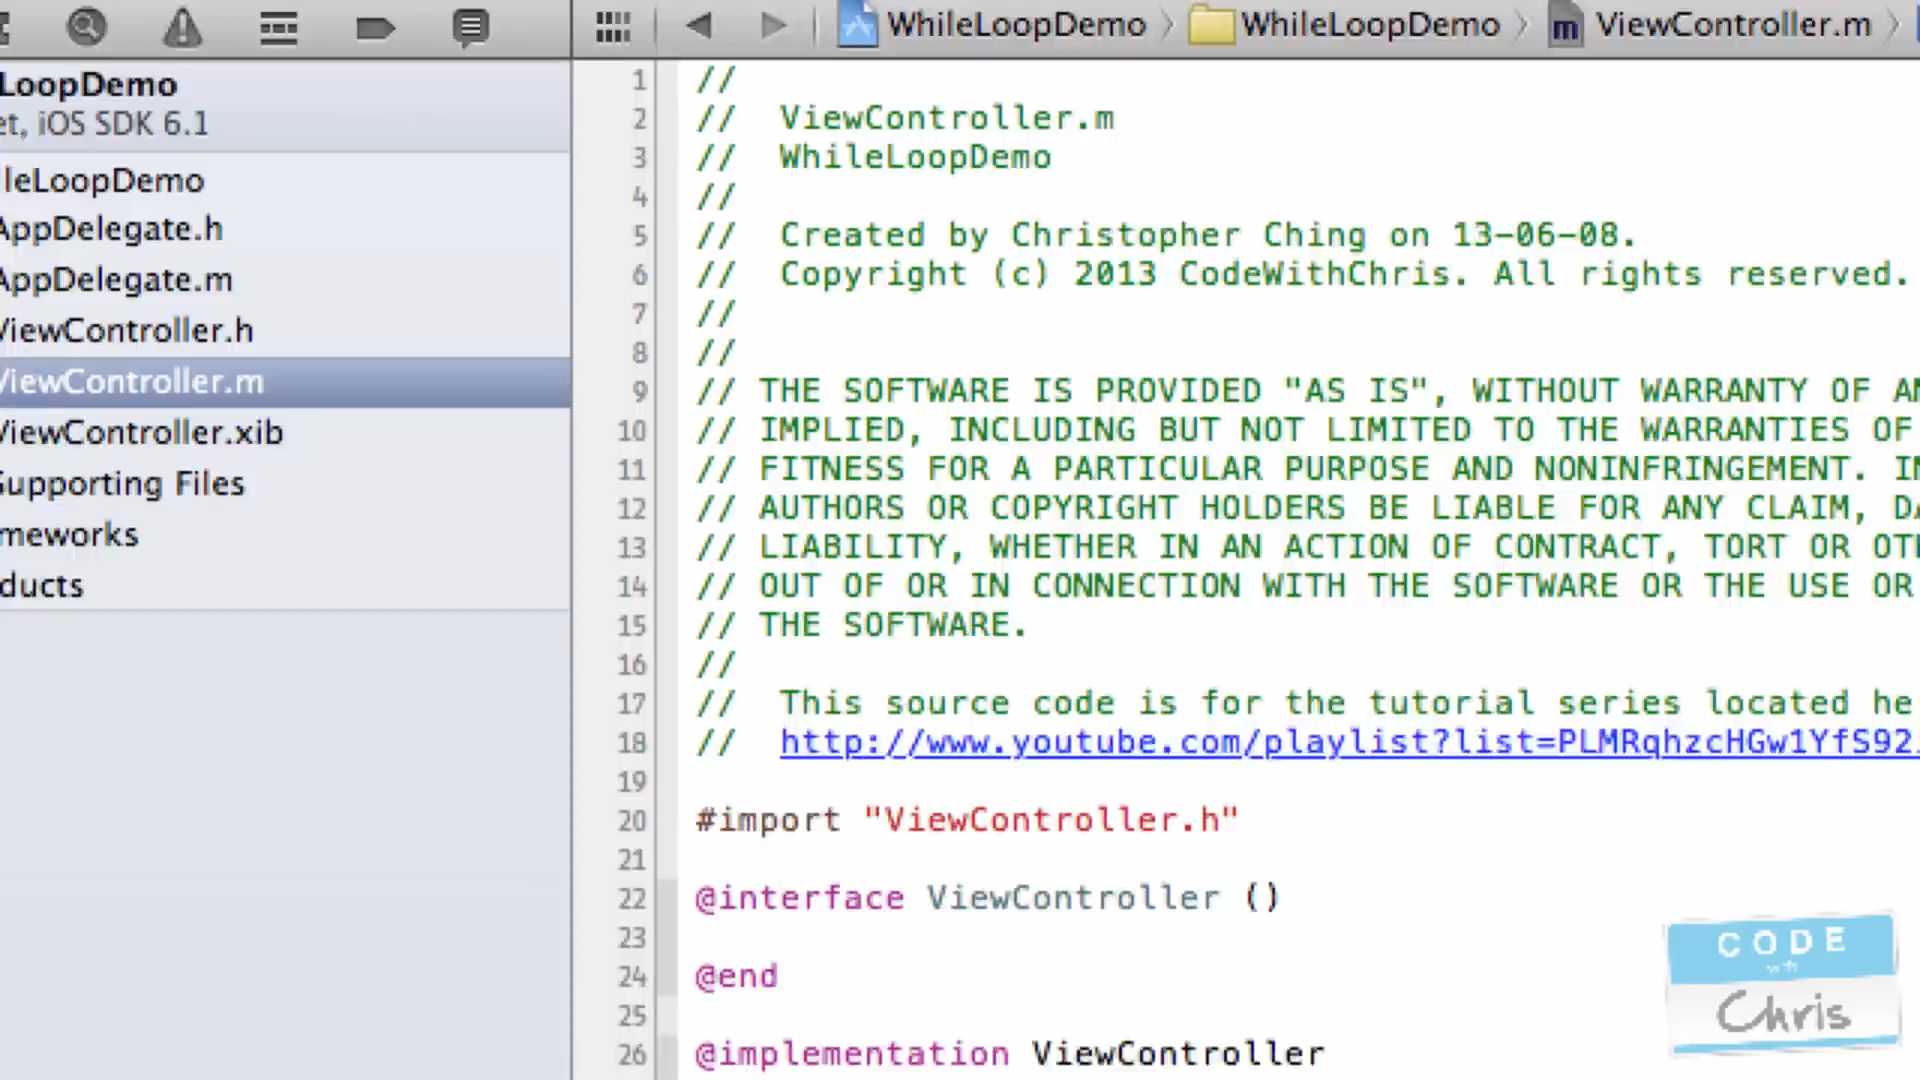 WhileLoopDemo WhileLoopDemo ViewController.m
LoopDemo
et, iOS SDK 6.1
leLoopDemo
AppDelegate.h
AppDelegate.m
ViewController.h
ViewController.m
ViewController.xib
Supporting Files
meworks
ducts
1 //
2 // ViewController.m
3 // WhileLoopDemo
4 //
5 // Created by Christopher Ching on 13-06-08.
6 // Copyright (c) 2013 CodeWithChris. All rights reserved.
7 //
8 //
9 // THE SOFTWARE IS PROVIDED "AS IS", WITHOUT WARRANTY OF AN
10 // IMPLIED, INCLUDING BUT NOT LIMITED TO THE WARRANTIES OF
11 // FITNESS FOR A PARTICULAR PURPOSE AND NONINFRINGEMENT. IN
12 // AUTHORS OR COPYRIGHT HOLDERS BE LIABLE FOR ANY CLAIM, DA
13 // LIABILITY, WHETHER IN AN ACTION OF CONTRACT, TORT OR OTH
14 // OUT OF OR IN CONNECTION WITH THE SOFTWARE OR THE USE OR
15 // THE SOFTWARE.
16 //
17 // This source code is for the tutorial series located he
18 // http://www.youtube.com/playlist?list=PLMRqhzcHGw1YfS92
19
20 #import "ViewController.h"
21
22 @interface ViewController ()
23
24 @end
25
26 @implementation ViewController
CODE
with
Chris